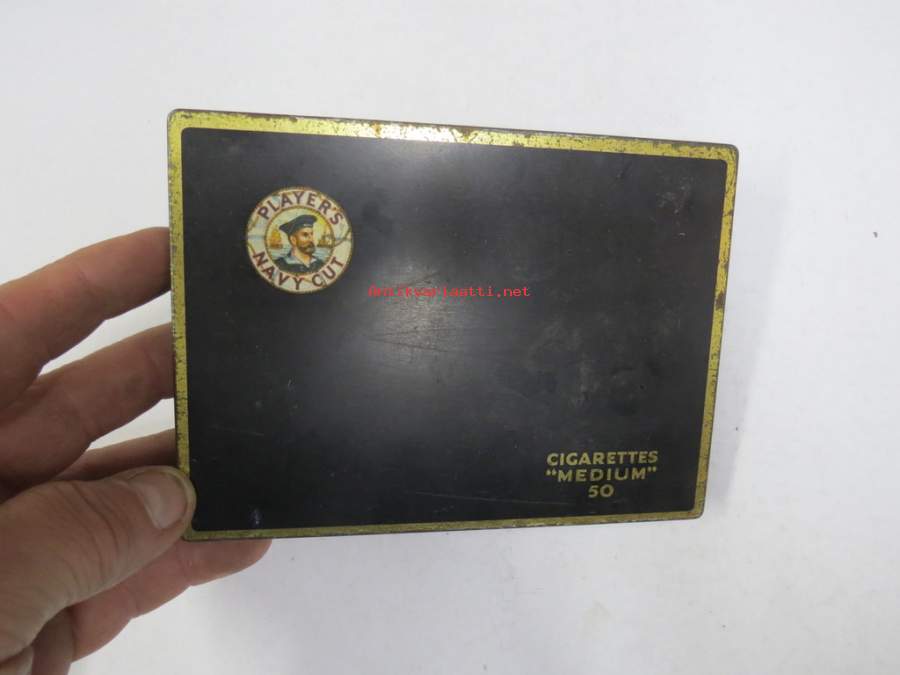 PLAYER'S
NAVY CUT
Antikvariaatti.net
CIGARETTES
"MEDIUM"
50